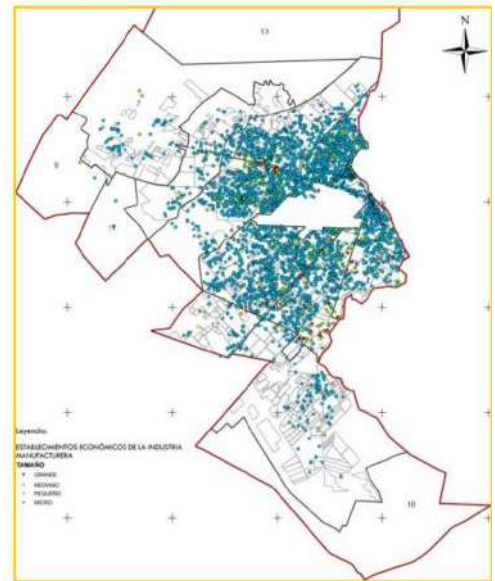 N
13
9
10
Leyenda:
ESTABLECIMIENTOS ECONÓMICOS DE LA INDUSTRIA
MANUFACTURERA
TAMAÑO
GRANDE
MEDIANO
PEQUEÑO
MICRO